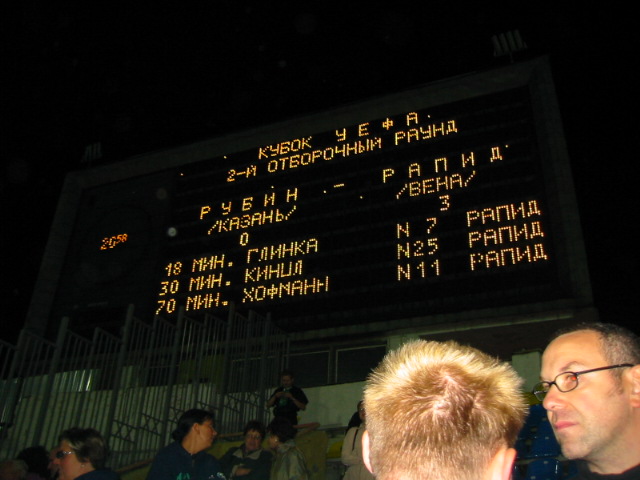 КУБОК УЕФА
2-Й ОТБОРОЧНЫЙ РАУНД
РУБИН - РАПИД
/КАЗАНЬ/ /ВЕНА/
0 3
18 МИН. ГЛИНКА N 7 РАПИД
30 МИН. КИНЦЛ N25 РАПИД
70 МИН. ХОФМАНН N11 РАПИД
20:58